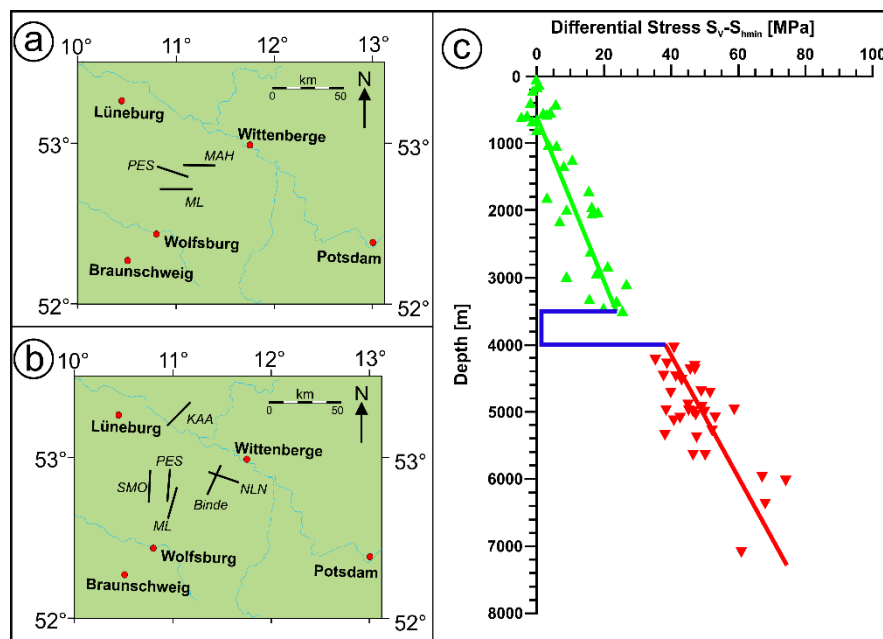 a
10° 11° 12° 13°
km
0 50
N
Lüneburg
Wittenberge
53° 53°
MAH
PES
ML
Wolfsburg
Potsdam
Braunschweig
52° 52°
b
10° 11° 12° 13°
km
0 50
N
KAA
Lüneburg
Wittenberge
53° 53°
PES
SMO
NLN
Binde
ML
Wolfsburg
Potsdam
Braunschweig
52° 52°
c
Differential Stress Sv-Shmin [MPa]
0 20 40 60 80 100
Depth [m]
0
1000
2000
3000
4000
5000
6000
7000
8000